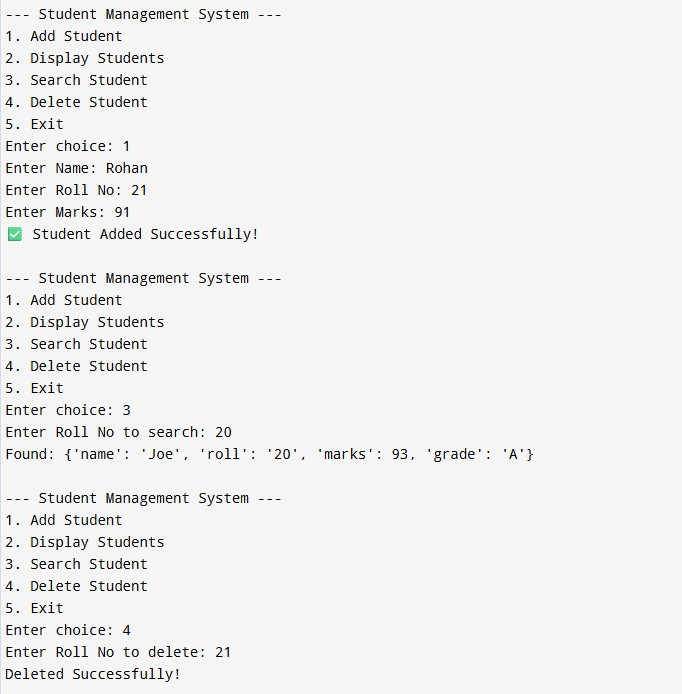 --- Student Management System ---
1. Add Student
2. Display Students
3. Search Student
4. Delete Student
5. Exit
Enter choice: 1
Enter Name: Rohan
Enter Roll No: 21
Enter Marks: 91
✅ Student Added Successfully!
--- Student Management System ---
1. Add Student
2. Display Students
3. Search Student
4. Delete Student
5. Exit
Enter choice: 3
Enter Roll No to search: 20
Found: {'name': 'Joe', 'roll': '20', 'marks': 93, 'grade': 'A'}
--- Student Management System ---
1. Add Student
2. Display Students
3. Search Student
4. Delete Student
5. Exit
Enter choice: 4
Enter Roll No to delete: 21
Deleted Successfully!